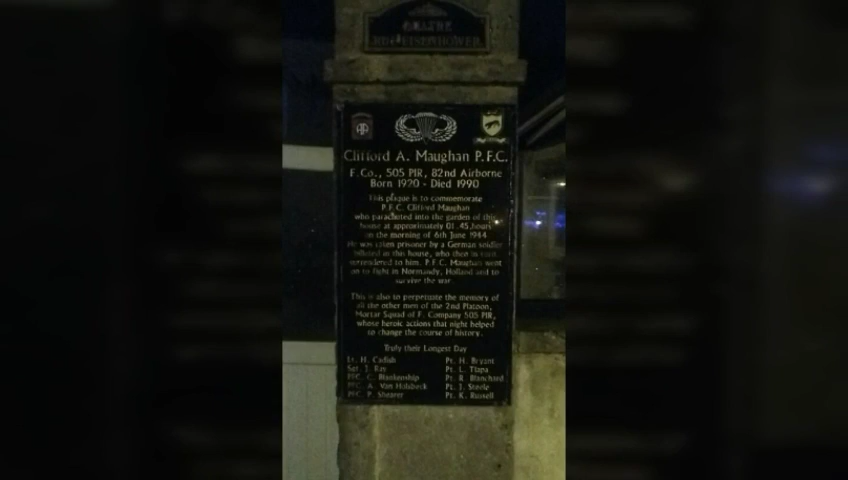 RUE EISENHOWER
Clifford A. Maughan P.F.C.
F.Co., 505 PIR, 82nd Airborne
Born 1920 - Died 1990
This plaque is to commemorate
P.F.C. Clifford Maughan
who parachuted into the garden of this
house at approximately 01.45 hours
on the morning of 6th June 1944
He was taken prisoner by a German soldier
billeted in this house, who then in turn
surrendered to him. P.F.C. Maughan went
on to fight in Normandy, Holland and to
survive the war.
This is also to perpetuate the memory of
all the other men of the 2nd Platoon,
Mortar Squad of F. Company 505 PIR,
whose heroic actions that night helped
to change the course of history.
Truly their Longest Day
Lt. H. Cadish
Sgt. J. Ray
PFC. C. Blankenship
PFC. A. Van Holsbeck
PFC. P. Shearer
Pt. H. Bryant
Pt. L. Tlapa
Pt. R. Blanchard
Pt. J. Steele
Pt. K. Russell